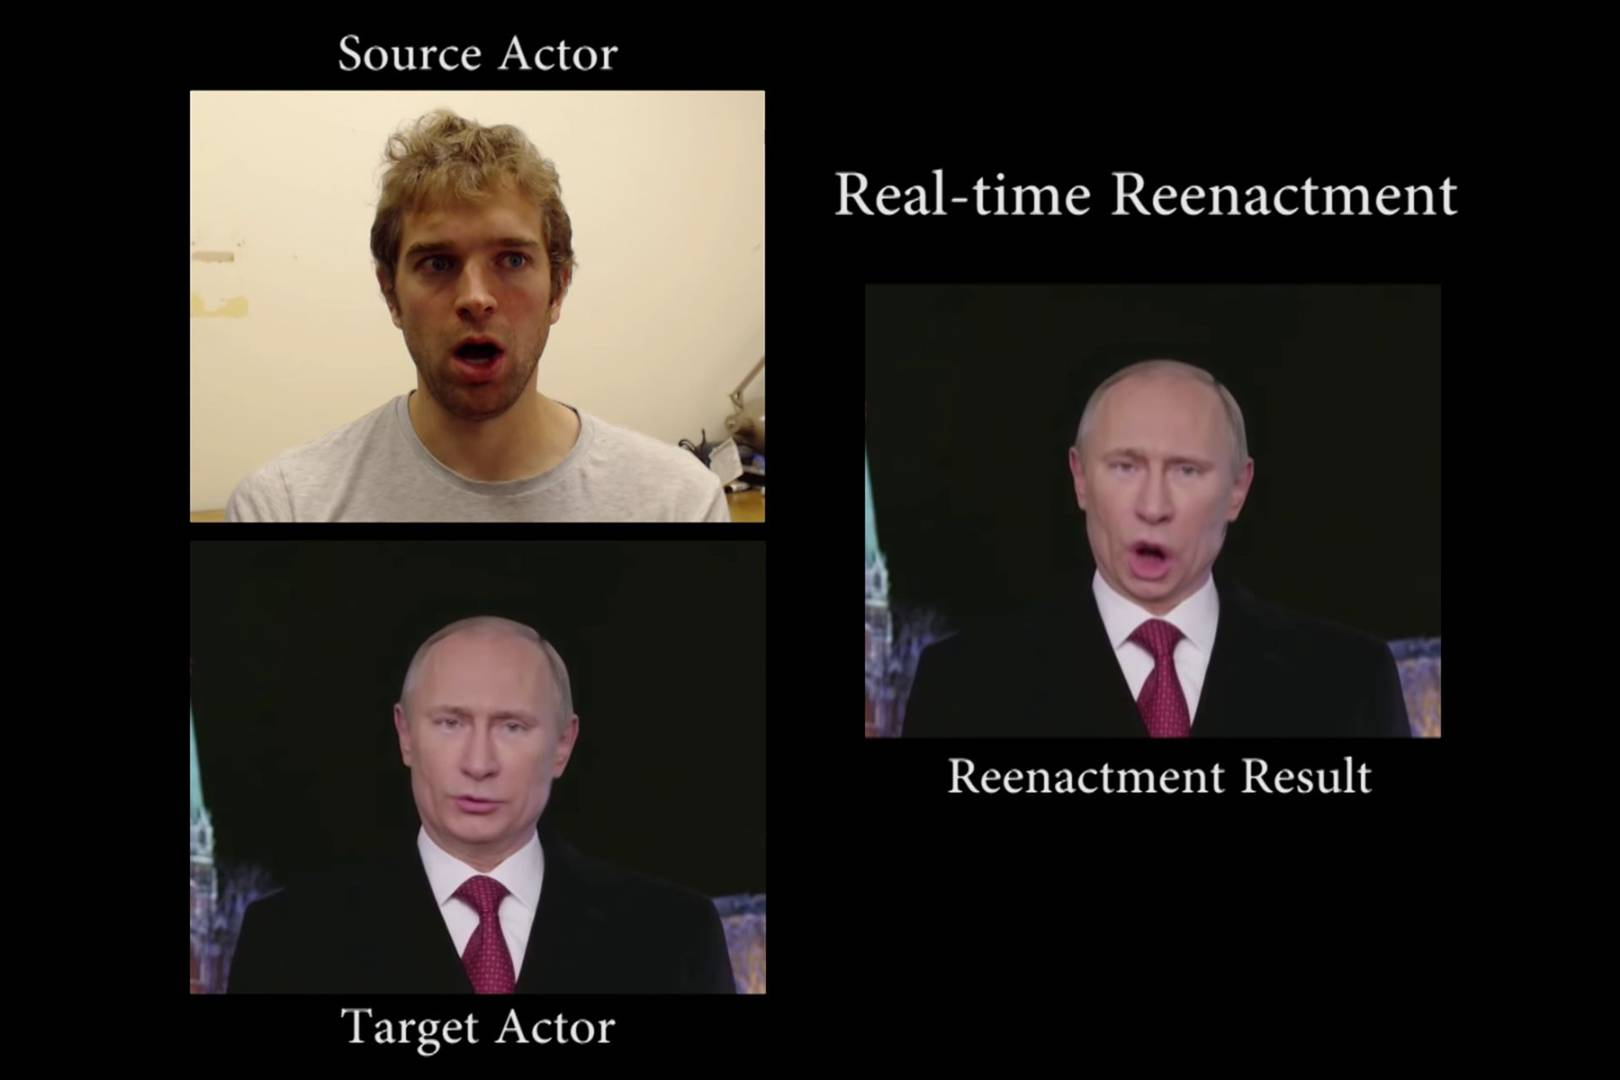 Source Actor
Real-time Reenactment
Reenactment Result
Target Actor